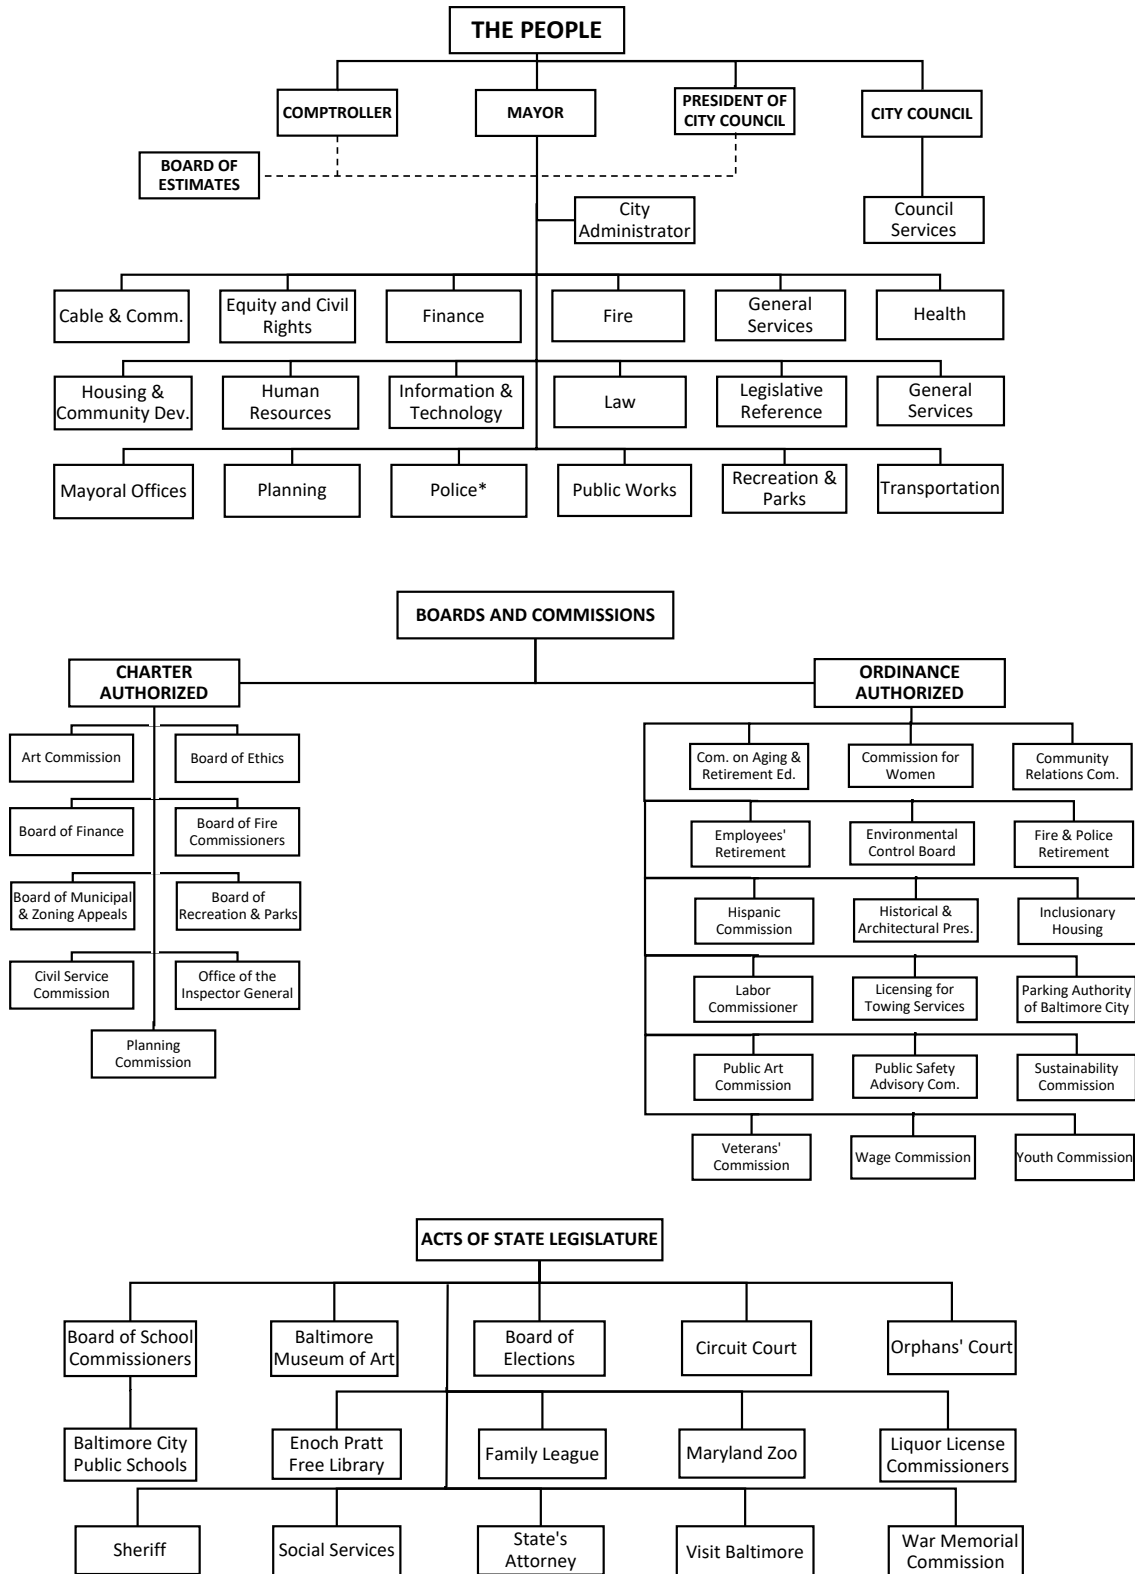 THE PEOPLE
COMPTROLLER
MAYOR
PRESIDENT OF
CITY COUNCIL
CITY COUNCIL
BOARD OF
ESTIMATES
City
Administrator
Council
Services
Cable & Comm.
Equity and Civil
Rights
Finance
Fire
General
Services
Health
Housing &
Community Dev.
Human
Resources
Information &
Technology
Law
Legislative
Reference
General
Services
Mayoral Offices
Planning
Police*
Public Works
Recreation &
Parks
Transportation
BOARDS AND COMMISSIONS
CHARTER
AUTHORIZED
Art Commission
Board of Ethics
Board of Finance
Board of Fire
Commissioners
Board of Municipal
& Zoning Appeals
Board of
Recreation & Parks
Civil Service
Commission
Office of the
Inspector General
Planning
Commission
ORDINANCE
AUTHORIZED
Com. on Aging &
Retirement Ed.
Commission for
Women
Community
Relations Com.
Employees'
Retirement
Environmental
Control Board
Fire & Police
Retirement
Hispanic
Commission
Historical &
Architectural Pres.
Inclusionary
Housing
Labor
Commissioner
Licensing for
Towing Services
Parking Authority
of Baltimore City
Public Art
Commission
Public Safety
Advisory Com.
Sustainability
Commission
Veterans'
Commission
Wage Commission
Youth Commission
ACTS OF STATE LEGISLATURE
Board of School
Commissioners
Baltimore
Museum of Art
Board of
Elections
Circuit Court
Orphans' Court
Baltimore City
Public Schools
Enoch Pratt
Free Library
Family League
Maryland Zoo
Liquor License
Commissioners
Sheriff
Social Services
State's
Attorney
Visit Baltimore
War Memorial
Commission